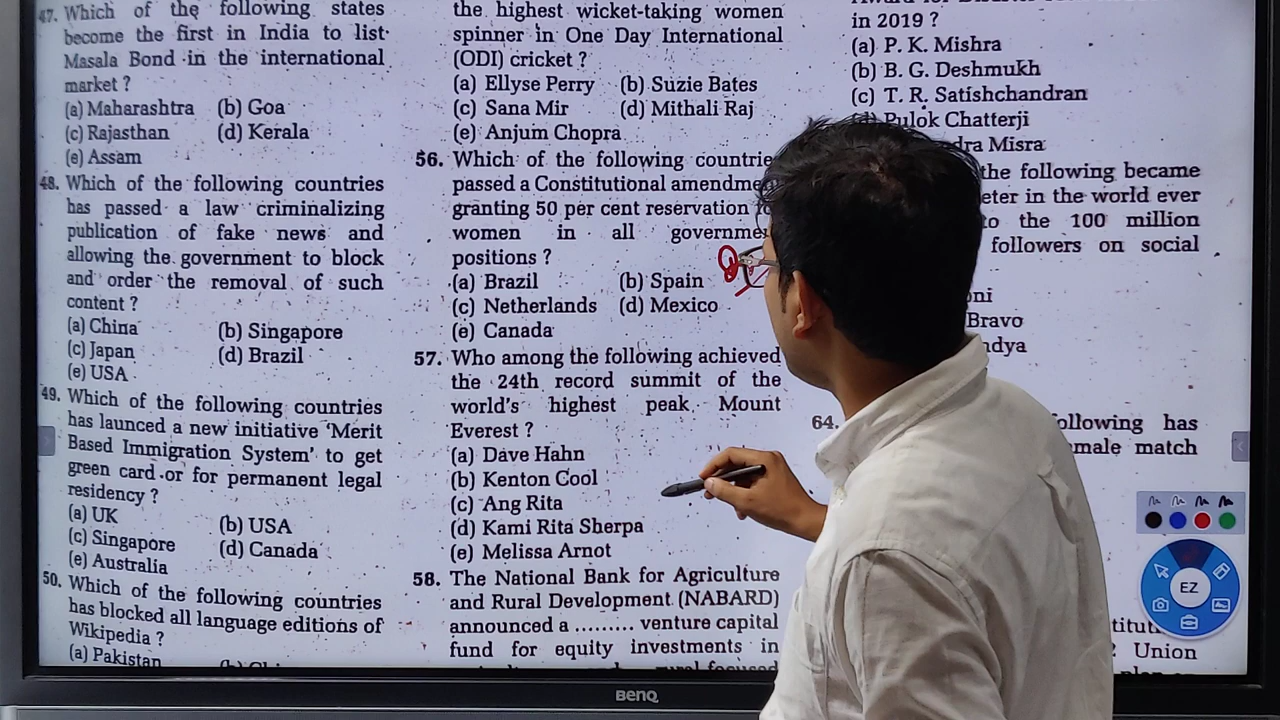 47. Which of the following states
become the first in India to list
Masala Bond in the international
market ?
(a) Maharashtra (b) Goa
(c) Rajasthan (d) Kerala
(e) Assam
48. Which of the following countries
has passed a law criminalizing
publication of fake news and
allowing the government to block
and order the removal of such
content ?
(a) China (b) Singapore
(c) Japan (d) Brazil
(e) USA
49. Which of the following countries
has launced a new initiative 'Merit
Based Immigration System' to get
green card or for permanent legal
residency ?
(a) UK (b) USA
(c) Singapore (d) Canada
(e) Australia
50. Which of the following countries
has blocked all language editions of
Wikipedia ?
(a) Pakistan
the highest wicket-taking women
spinner in One Day International
(ODI) cricket ?
(a) Ellyse Perry (b) Suzie Bates
(c) Sana Mir (d) Mithali Raj
(e) Anjum Chopra
56. Which of the following countrie
passed a Constitutional amendme
granting 50 per cent reservation
women in all governme
positions ?
(a) Brazil (b) Spain
(c) Netherlands (d) Mexico
(e) Canada
57. Who among the following achieved
the 24th record summit of the
world's highest peak Mount
Everest ?
(a) Dave Hahn
(b) Kenton Cool
(c) Ang Rita
(d) Kami Rita Sherpa
(e) Melissa Arnot
58. The National Bank for Agriculture
and Rural Development (NABARD)
announced a ......... venture capital
fund for equity investments in
rural focused
in 2019 ?
(a) P. K. Mishra
(b) B. G. Deshmukh
(c) T. R. Satishchandran
(d) Pulok Chatterji
dra Misra
the following became
eter in the world ever
to the 100 million
followers on social
oni
Bravo
ndya
64.
ollowing has
male match
Union
EZ
BenQ